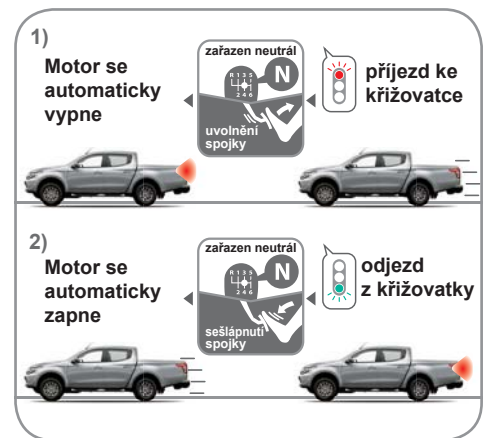 1)
Motor se
automaticky
vypne
zařazen neutrál
R 1 3 5
2 4 6
N
uvolnění
spojky
příjezd ke
křižovatce
2)
Motor se
automaticky
zapne
zařazen neutrál
R 1 3 5
2 4 6
N
sešlápnutí
spojky
odjezd
z křižovatky